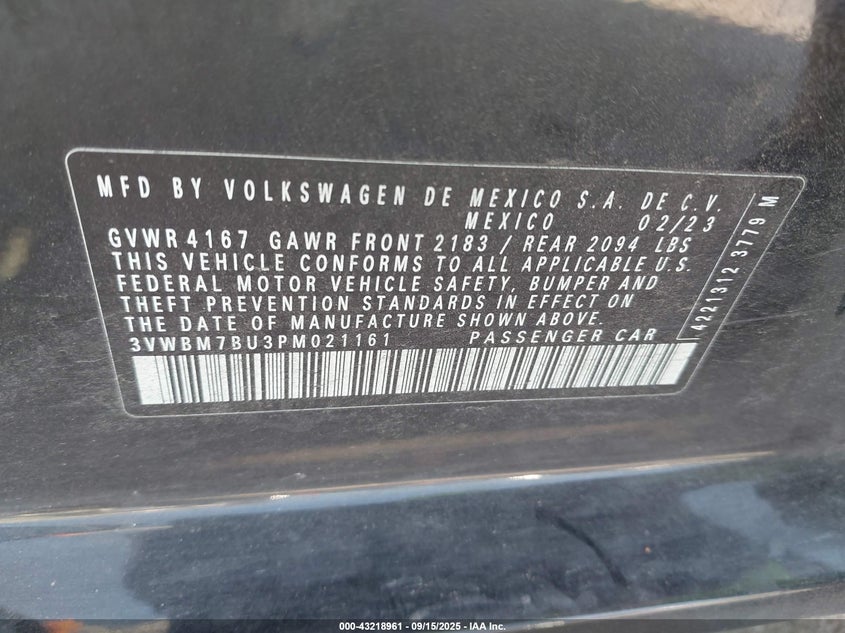 MFD BY VOLKSWAGEN DE MEXICO S.A. DE C.V.
MEXICO 02/23
GVWR 4167 GAWR FRONT 2183 / REAR 2094 LBS
THIS VEHICLE CONFORMS TO ALL APPLICABLE U.S.
FEDERAL MOTOR VEHICLE SAFETY, BUMPER AND
THEFT PREVENTION STANDARDS IN EFFECT ON
THE DATE OF MANUFACTURE SHOWN ABOVE.
3VWBM7BU3PM021161 PASSENGER CAR
4221312 3779 M
000-43218961 - 09/15/2025 - IAA Inc.